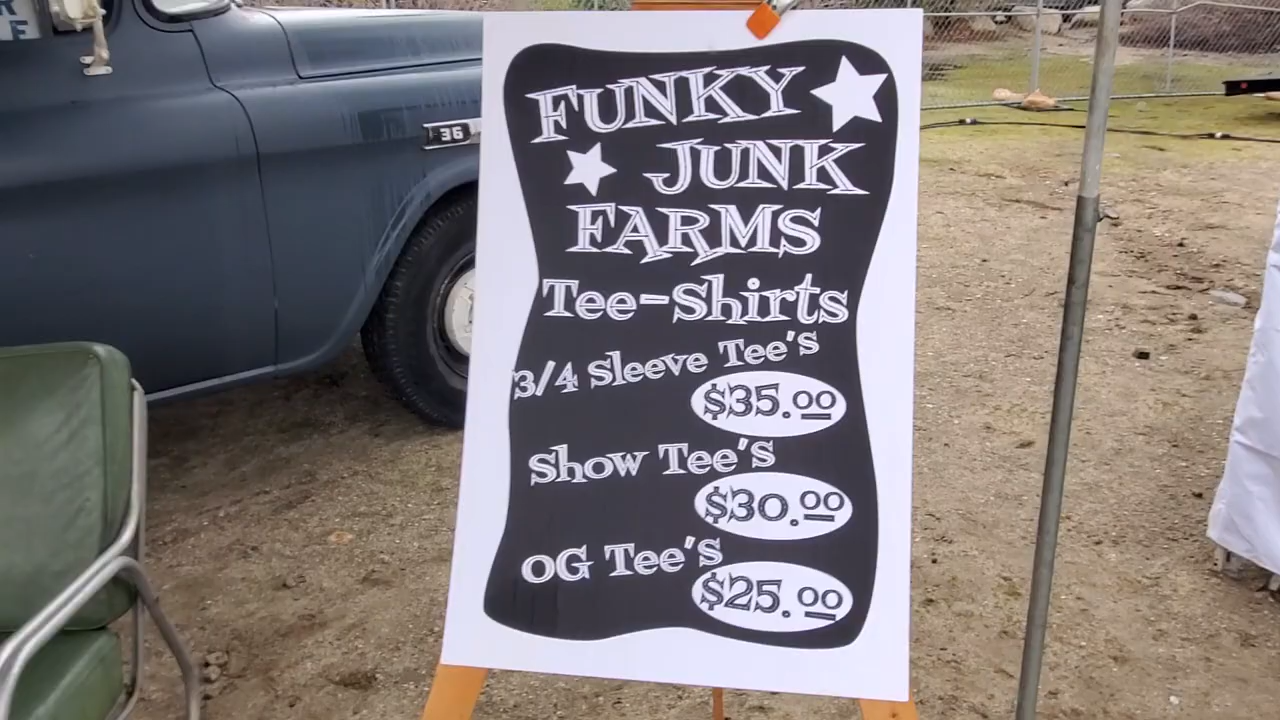 36
FUNKY
JUNK
FARMS
Tee-Shirts
3/4 Sleeve Tee's
$35.00
Show Tee's
$30.00
OG Tee's
$25.00